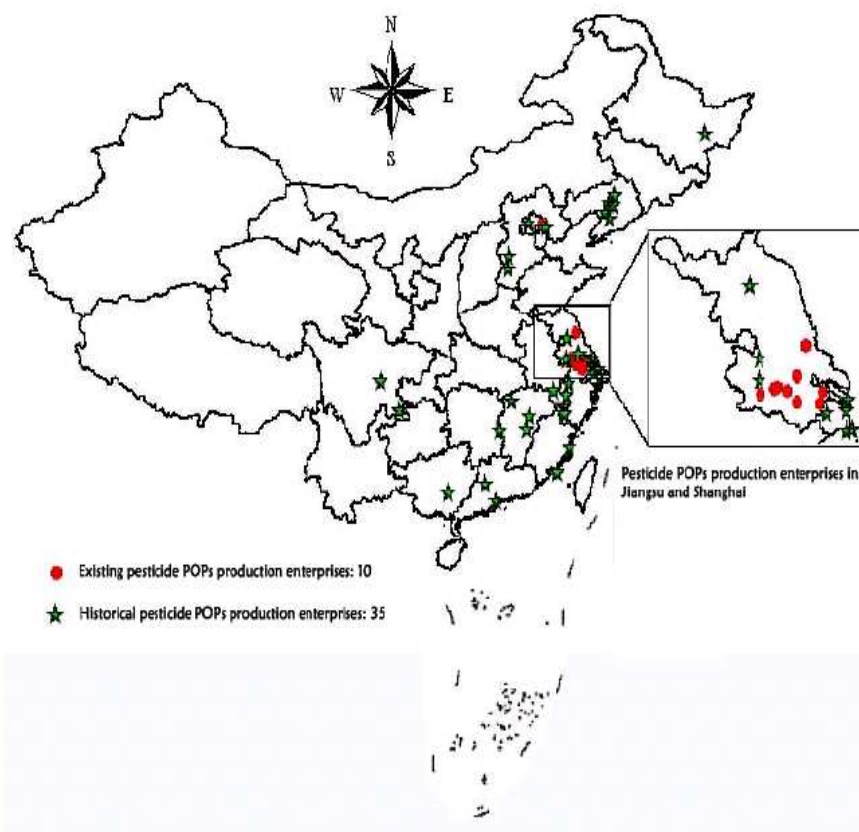 N
W E
S
Pesticide POPs production enterprises in
Jiangsu and Shanghai
Existing pesticide POPs production enterprises: 10
Historical pesticide POPs production enterprises: 35